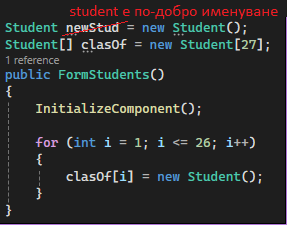 student е по-добро именуване
Student newStud = new Student();
Student[] clasOf = new Student[27];
1 reference
public FormStudents()
{
InitializeComponent();
for (int i = 1; i <= 26; i++)
{
clasOf[i] = new Student();
}
}